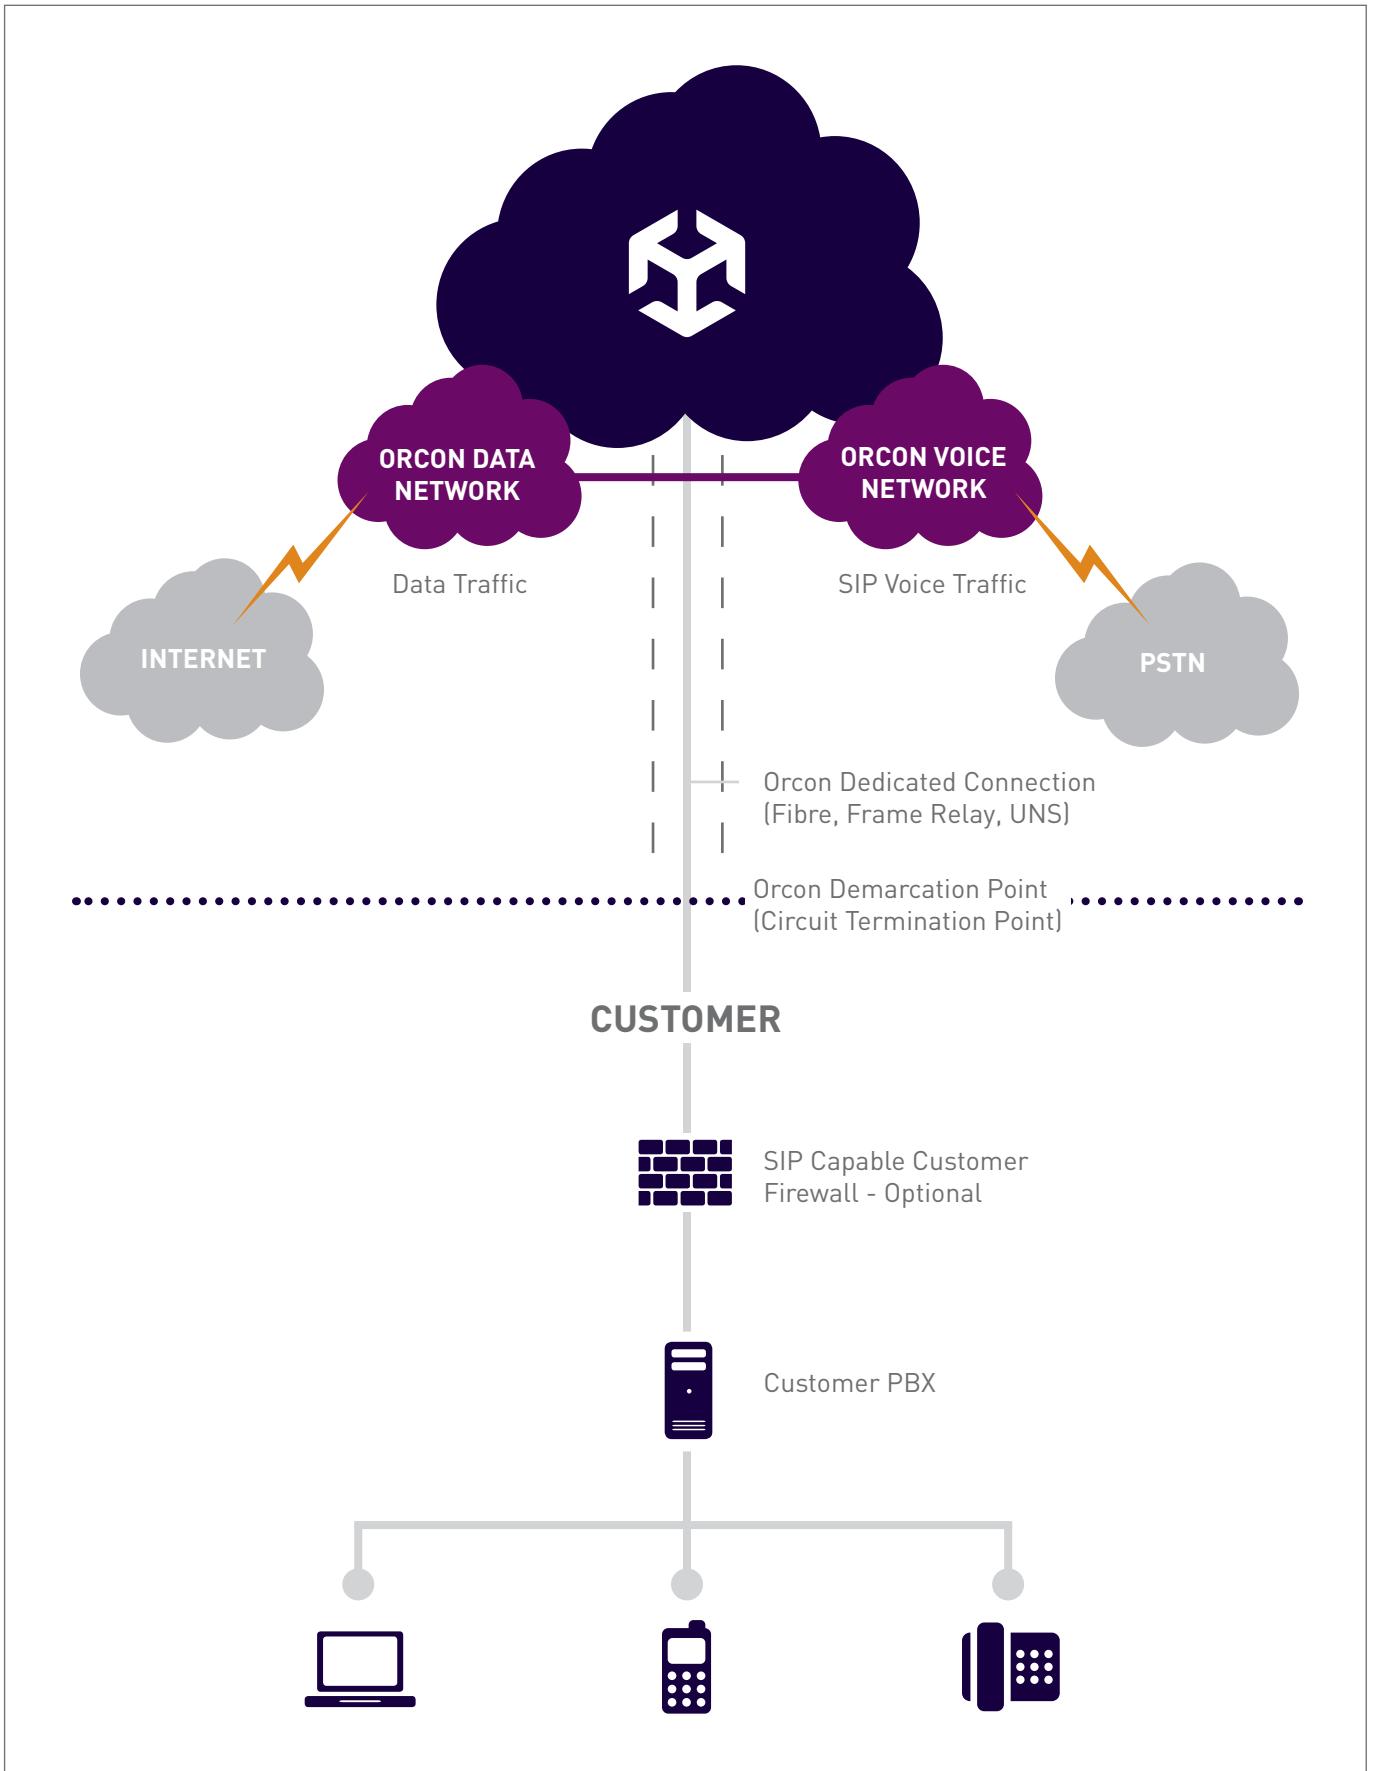 ORCON DATA
NETWORK
ORCON VOICE
NETWORK
Data Traffic
SIP Voice Traffic
INTERNET
PSTN
Orcon Dedicated Connection
(Fibre, Frame Relay, UNS)
Orcon Demarcation Point
(Circuit Termination Point)
CUSTOMER
SIP Capable Customer
Firewall - Optional
Customer PBX